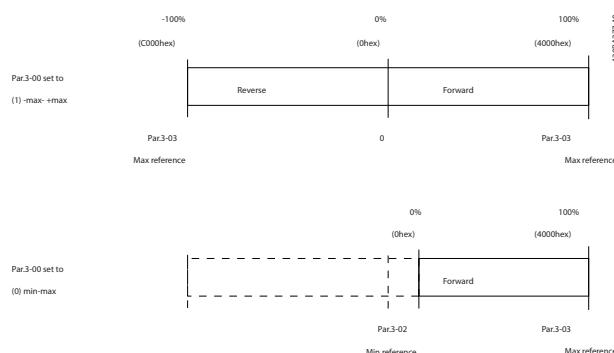 -100% 0% 100%
(C000hex) (0hex) (4000hex)
Par.3-00 set to
(1) -max- +max
Reverse Forward
Par.3-03 0 Par.3-03
Max reference Max reference
0% 100%
(0hex) (4000hex)
Par.3-00 set to
(0) min-max
Forward
Par.3-02 Par.3-03
Min reference Max reference